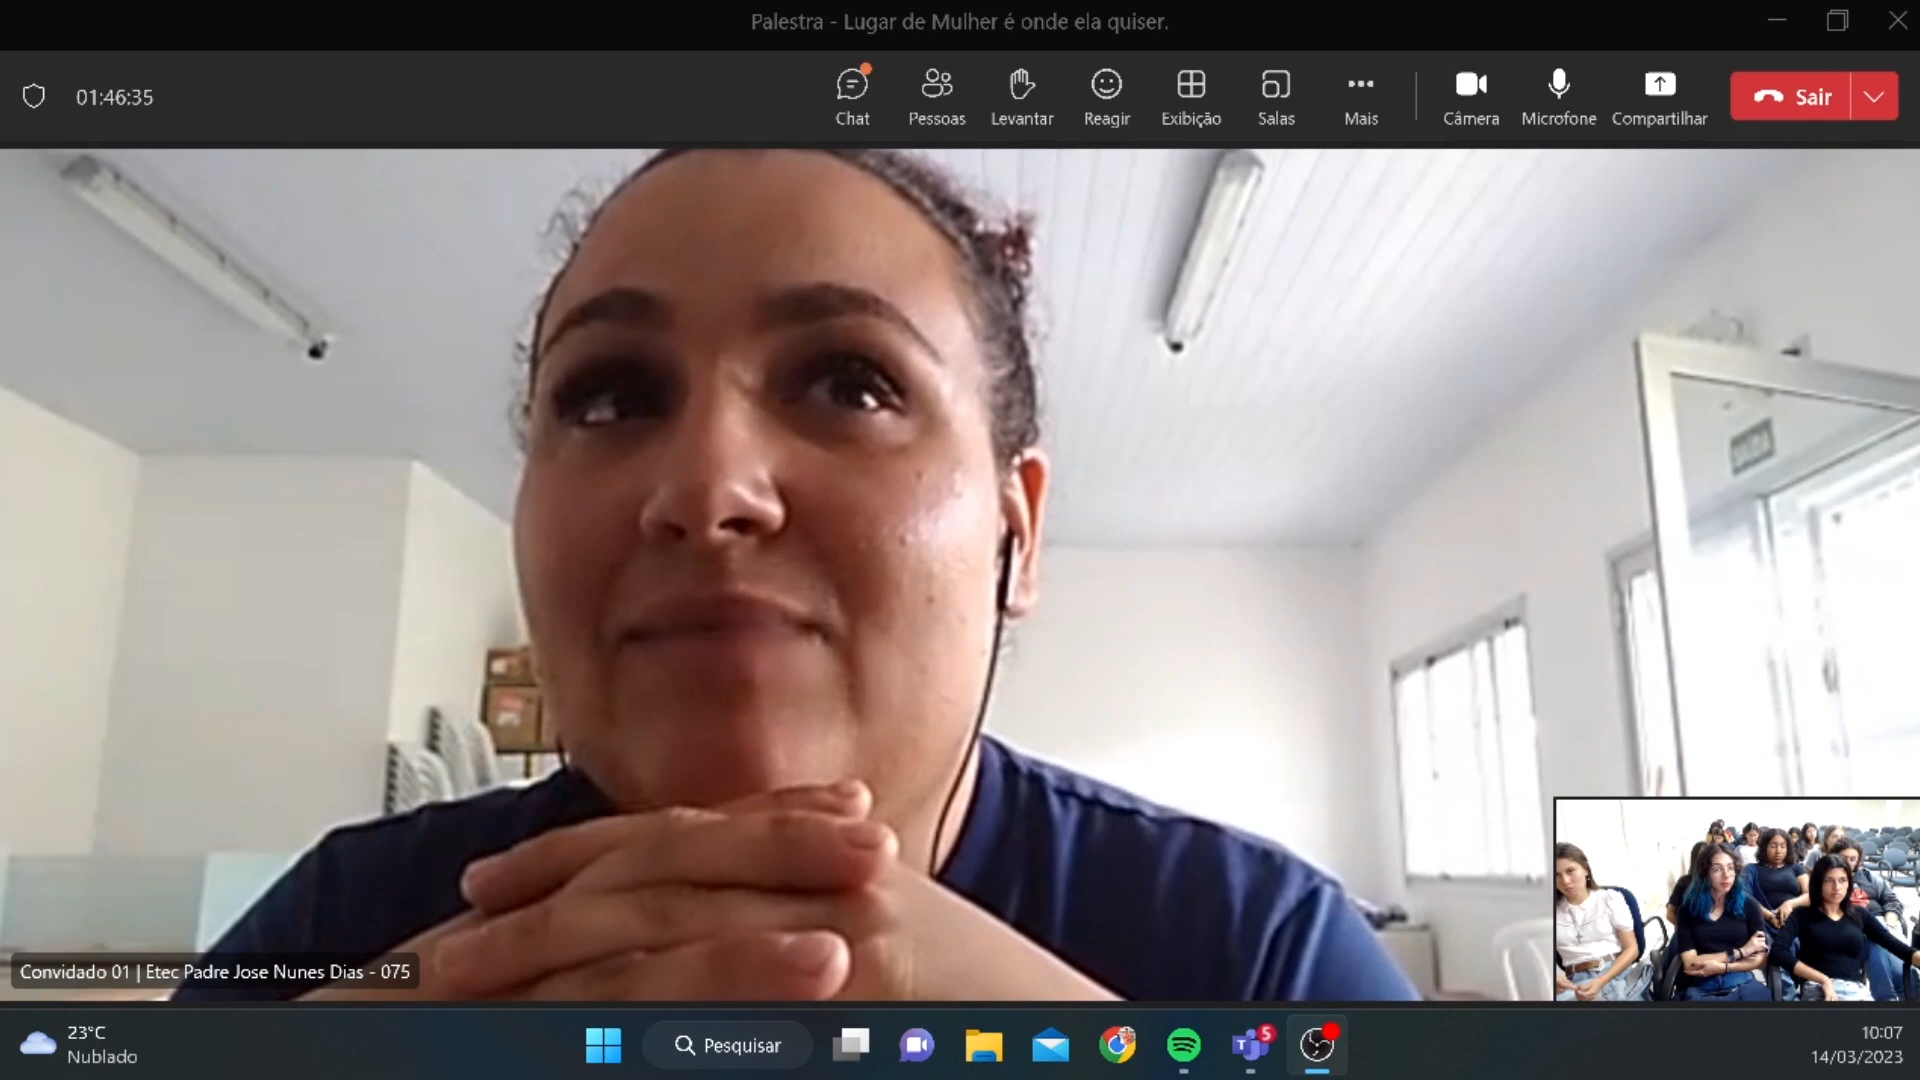 Palestra - Lugar de Mulher é onde ela quiser.
01:46:35
Chat
Pessoas
Levantar
Reagir
Exibição
Salas
Mais
Câmera
Microfone
Compartilhar
Sair
Convidado 01 | Etec Padre Jose Nunes Dias - 075
23°C
Nublado
Pesquisar
5
10:07
14/03/2023